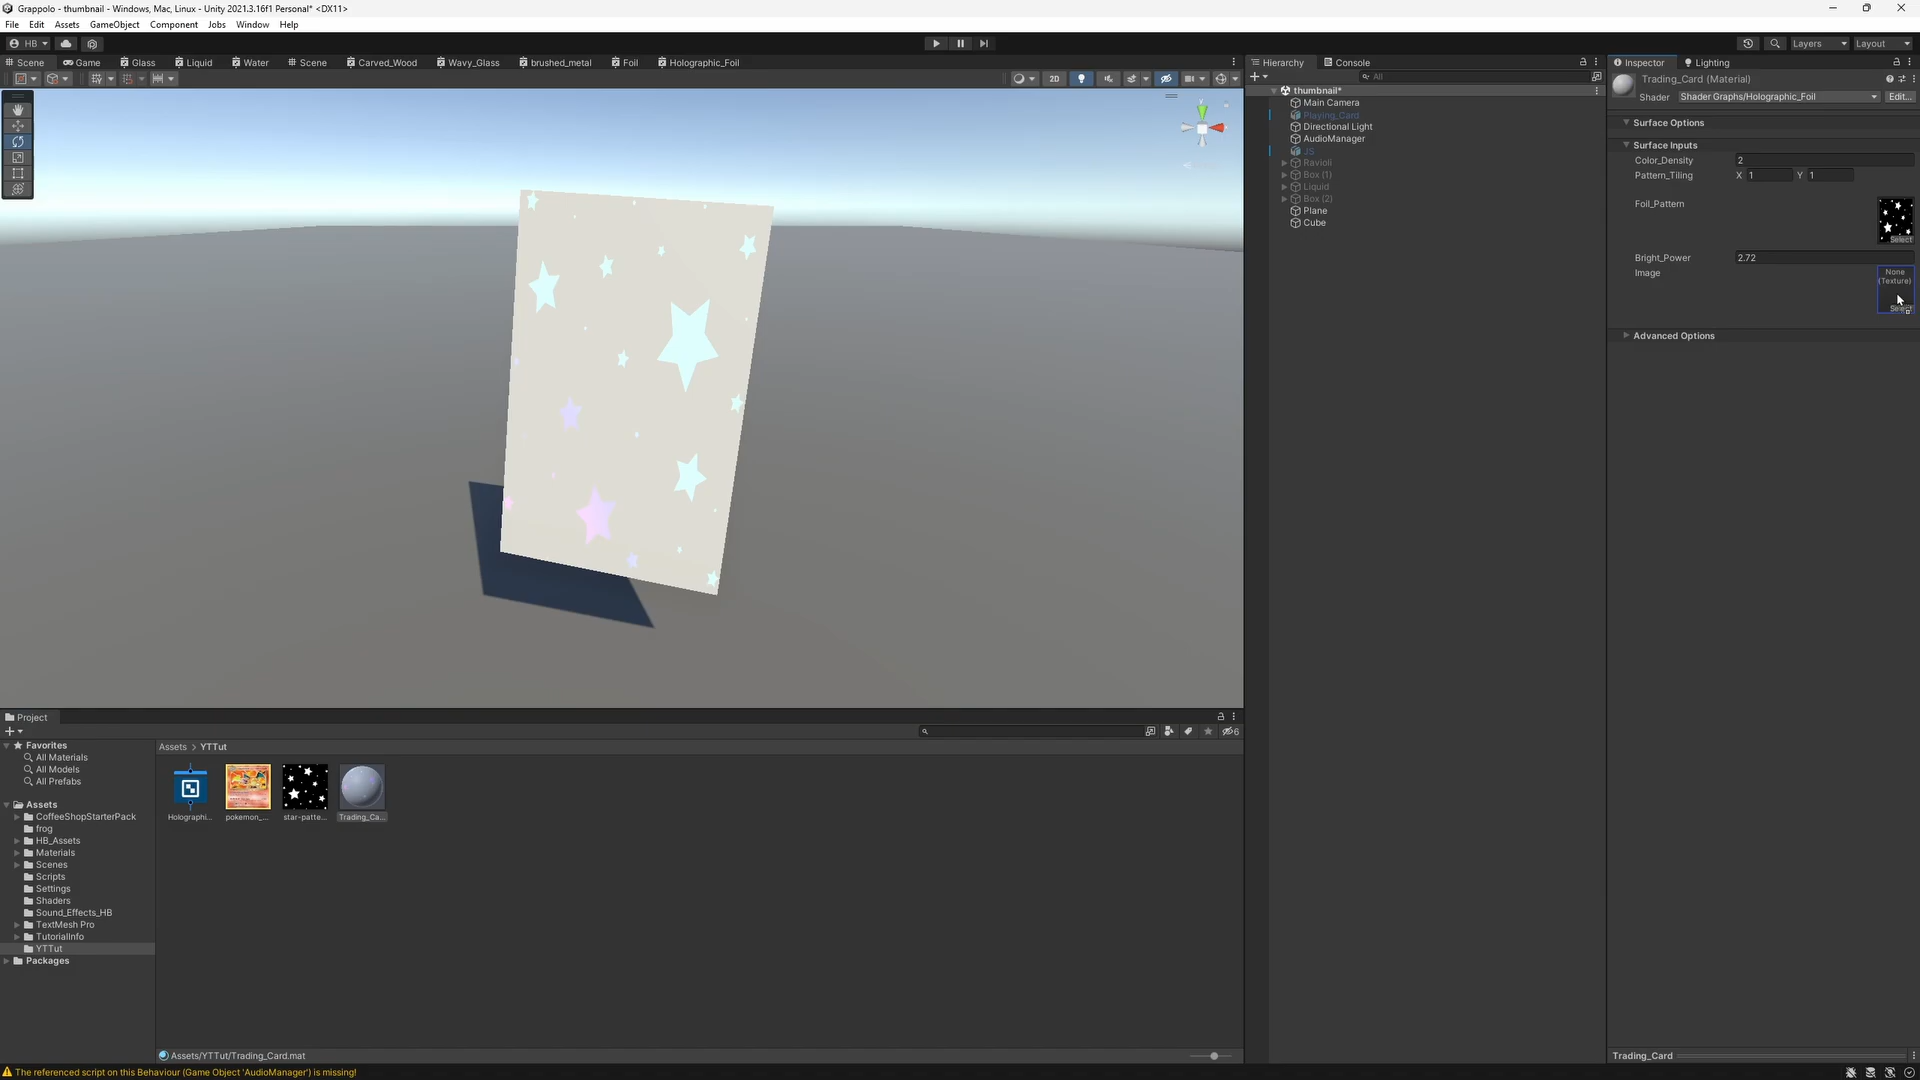 Grappolo - thumbnail - Windows, Mac, Linux - Unity 2021.3.16f1 Personal* <DX11>
File Edit Assets GameObject Component Jobs Window Help
HB
Layers Layout
Scene Game Glass Liquid Water Scene Carved_Wood Wavy_Glass brushed_metal Foil Holographic_Foil
2D
Hierarchy Console
All
thumbnail*
Main Camera
Playing_Card
Directional Light
AudioManager
JS
Ravioli
Box (1)
Liquid
Box (2)
Plane
Cube
Inspector Lighting
Trading_Card (Material)
Shader Shader Graphs/Holographic_Foil Edit...
Surface Options
Surface Inputs
Color_Density 2
Pattern_Tiling X 1 Y 1
Foil_Pattern
Select
Bright_Power 2.72
Image
None
(Texture)
Select
Advanced Options
Project
6
Favorites
All Materials
All Models
All Prefabs
Assets
CoffeeShopStarterPack
frog
HB_Assets
Materials
Scenes
Scripts
Settings
Shaders
Sound_Effects_HB
TextMesh Pro
TutorialInfo
YTTut
Packages
Assets > YTTut
Holographi... pokemon_... star-patte... Trading_Ca...
Assets/YTTut/Trading_Card.mat
Trading_Card
The referenced script on this Behaviour (Game Object 'AudioManager') is missing!